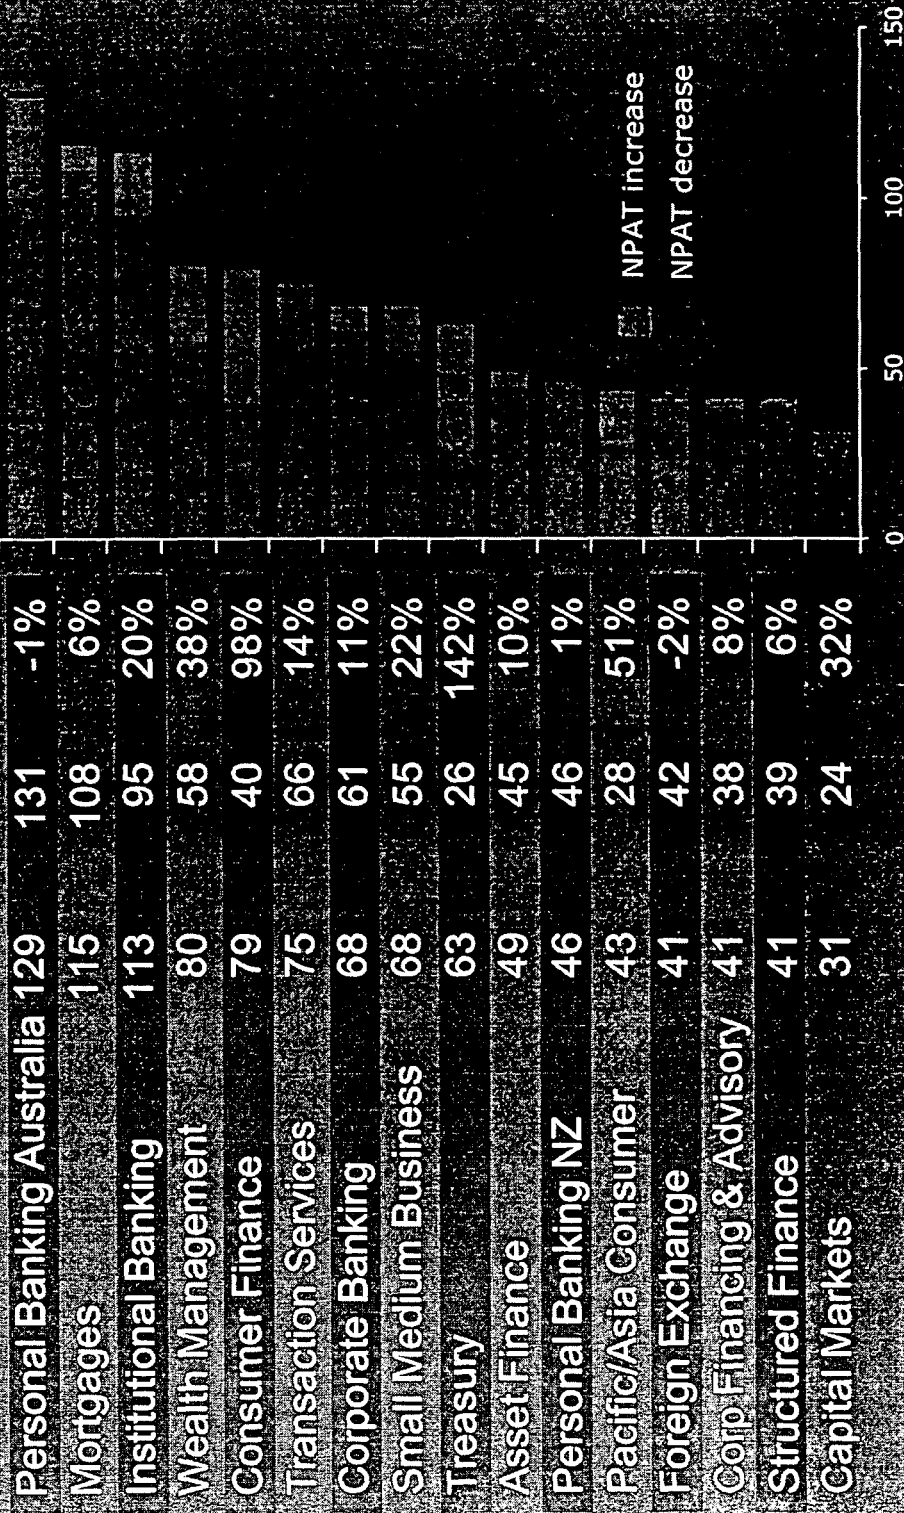 Personal Banking Australia 129 131 -1%
Mortgages 115 108 6%
Institutional Banking 113 95 20%
Wealth Management 80 58 38%
Consumer Finance 79 40 98%
Transaction Services 75 66 14%
Corporate Banking 68 61 11%
Small Medium Business 68 55 22%
Treasury 63 26 142%
Asset Finance 49 45 10%
Personal Banking NZ 46 46 1%
Pacific/Asia Consumer 43 28 51%
Foreign Exchange 41 42 -2%
Corp Financing & Advisory 41 38 8%
Structured Finance 41 39 6%
Capital Markets 31 24 32%
NPAT increase
NPAT decrease
0 50 100 150